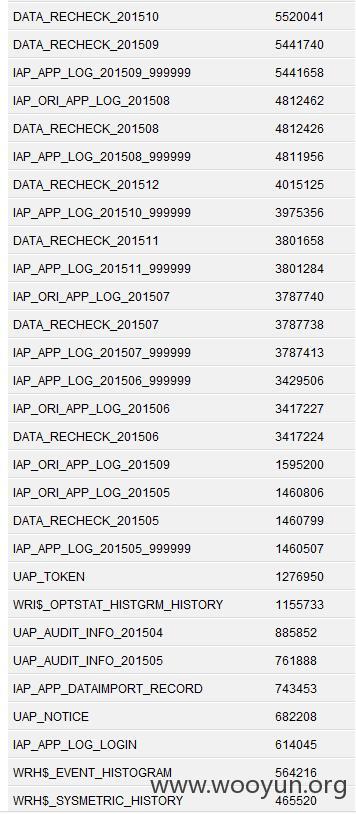 DATA_RECHECK_201510 5520041
DATA_RECHECK_201509 5441740
IAP_APP_LOG_201509_999999 5441658
IAP_ORI_APP_LOG_201508 4812462
DATA_RECHECK_201508 4812426
IAP_APP_LOG_201508_999999 4811956
DATA_RECHECK_201512 4015125
IAP_APP_LOG_201510_999999 3975356
DATA_RECHECK_201511 3801658
IAP_APP_LOG_201511_999999 3801284
IAP_ORI_APP_LOG_201507 3787740
DATA_RECHECK_201507 3787738
IAP_APP_LOG_201507_999999 3787413
IAP_APP_LOG_201506_999999 3429506
IAP_ORI_APP_LOG_201506 3417227
DATA_RECHECK_201506 3417224
IAP_ORI_APP_LOG_201509 1595200
IAP_ORI_APP_LOG_201505 1460806
DATA_RECHECK_201505 1460799
IAP_APP_LOG_201505_999999 1460507
UAP_TOKEN 1276950
WRI$_OPTSTAT_HISTGRM_HISTORY 1155733
UAP_AUDIT_INFO_201504 885852
UAP_AUDIT_INFO_201505 761888
IAP_APP_DATAIMPORT_RECORD 743453
UAP_NOTICE 682208
IAP_APP_LOG_LOGIN 614045
WRH$_EVENT_HISTOGRAM 564216
www.wooyun.org
WRH$_SYSMETRIC_HISTORY 465520